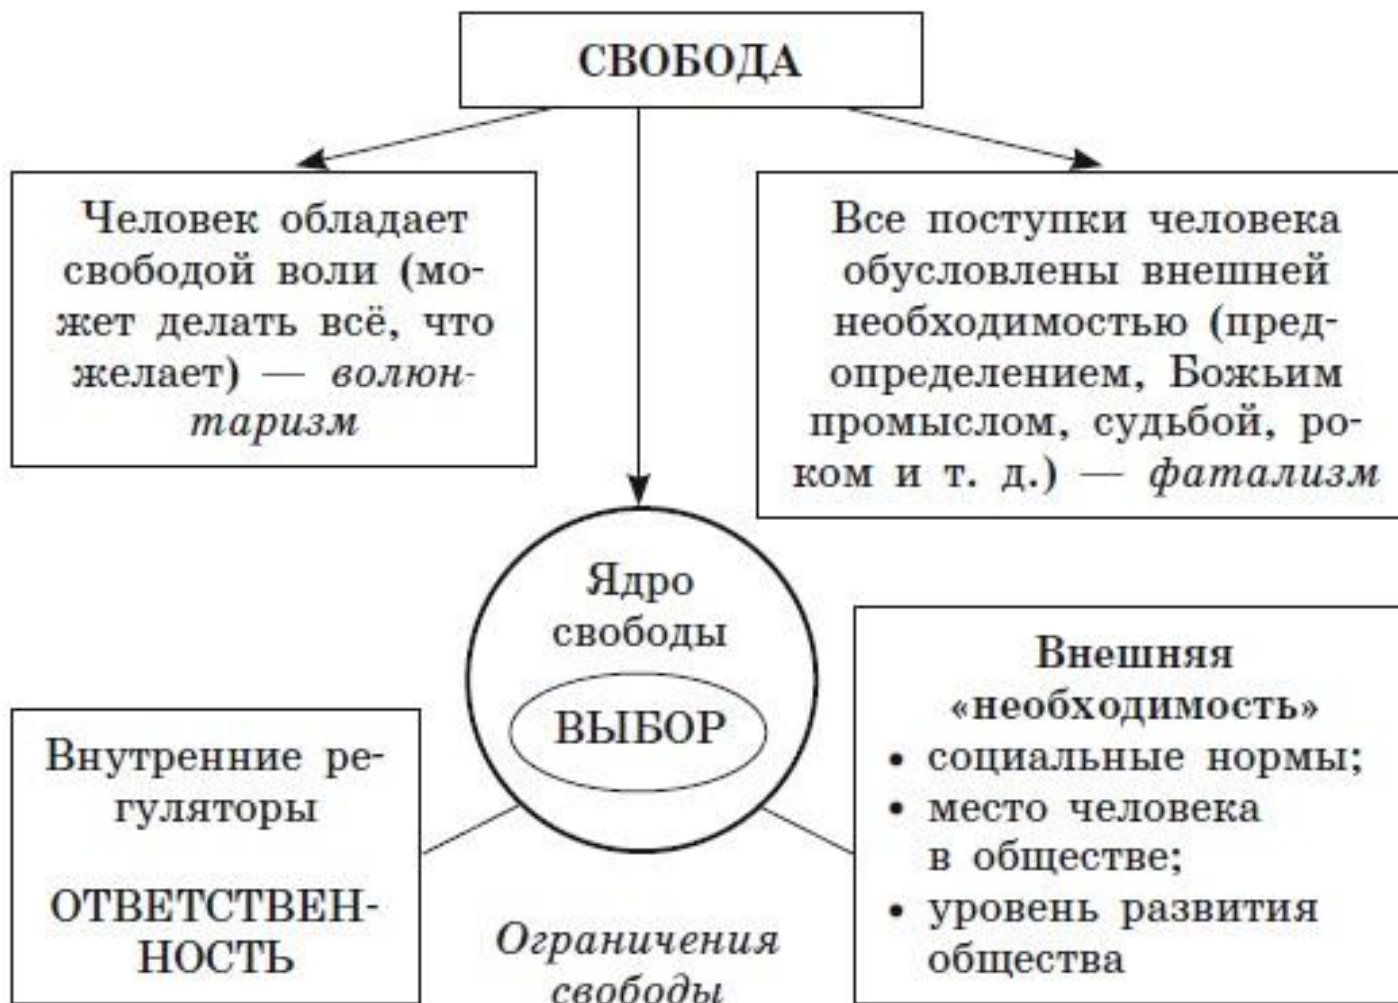 СВОБОДА
Человек обладает
свободой воли (мо-
жет делать всё, что
желает) — волюн-
таризм
Все поступки человека
обусловлены внешней
необходимостью (пред-
определением, Божьим
промыслом, судьбой, ро-
ком и т. д.) — фатализм
Ядро
свободы
ВЫБОР
Внутренние ре-
гуляторы
ОТВЕТСТВЕН-
НОСТЬ
Ограничения
свободы
Внешняя
«необходимость»
• социальные нормы;
• место человека
в обществе;
• уровень развития
общества